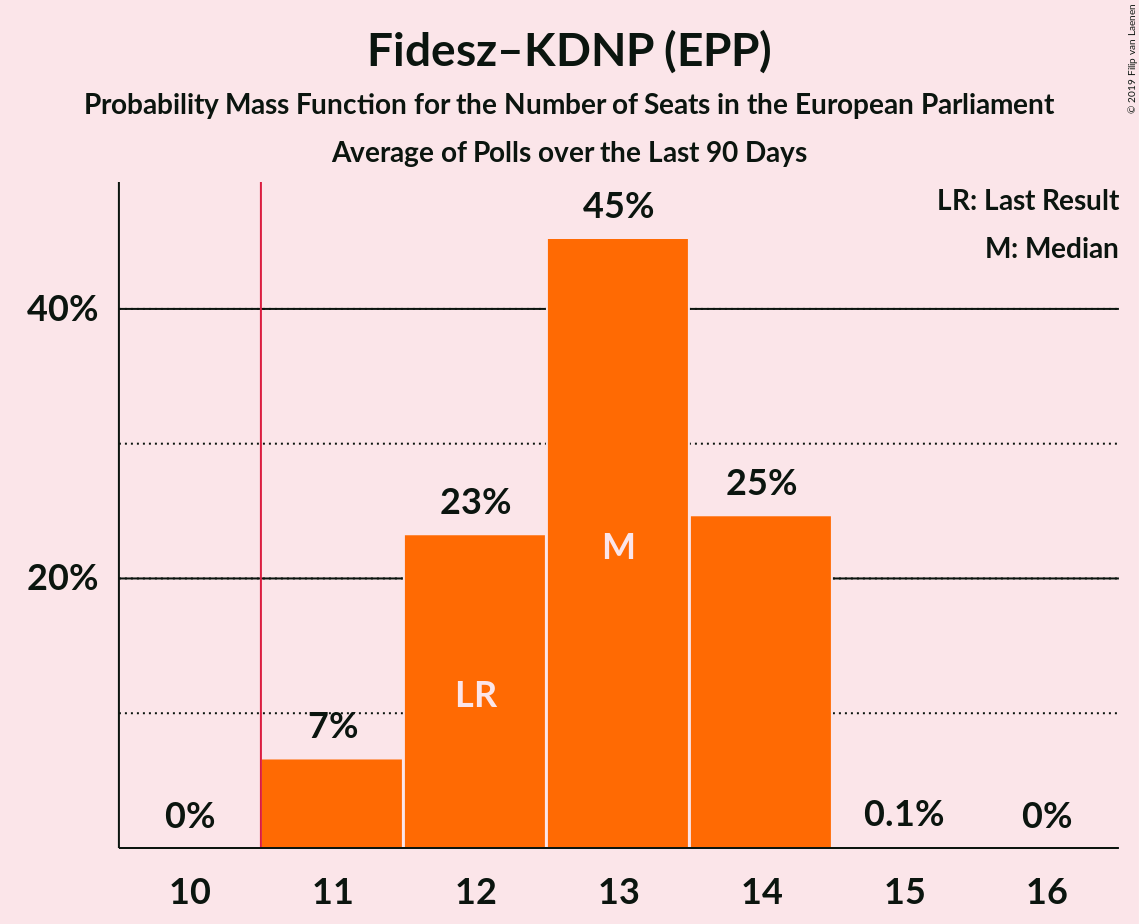 Fidesz–KDNP (EPP)
Probability Mass Function for the Number of Seats in the European Parliament
Average of Polls over the Last 90 Days
© 2019 Filip van Laenen
LR: Last Result
M: Median
45%
40%
25%
23%
M
20%
LR
7%
0%
0.1%
0%
10 11 12 13 14 15 16